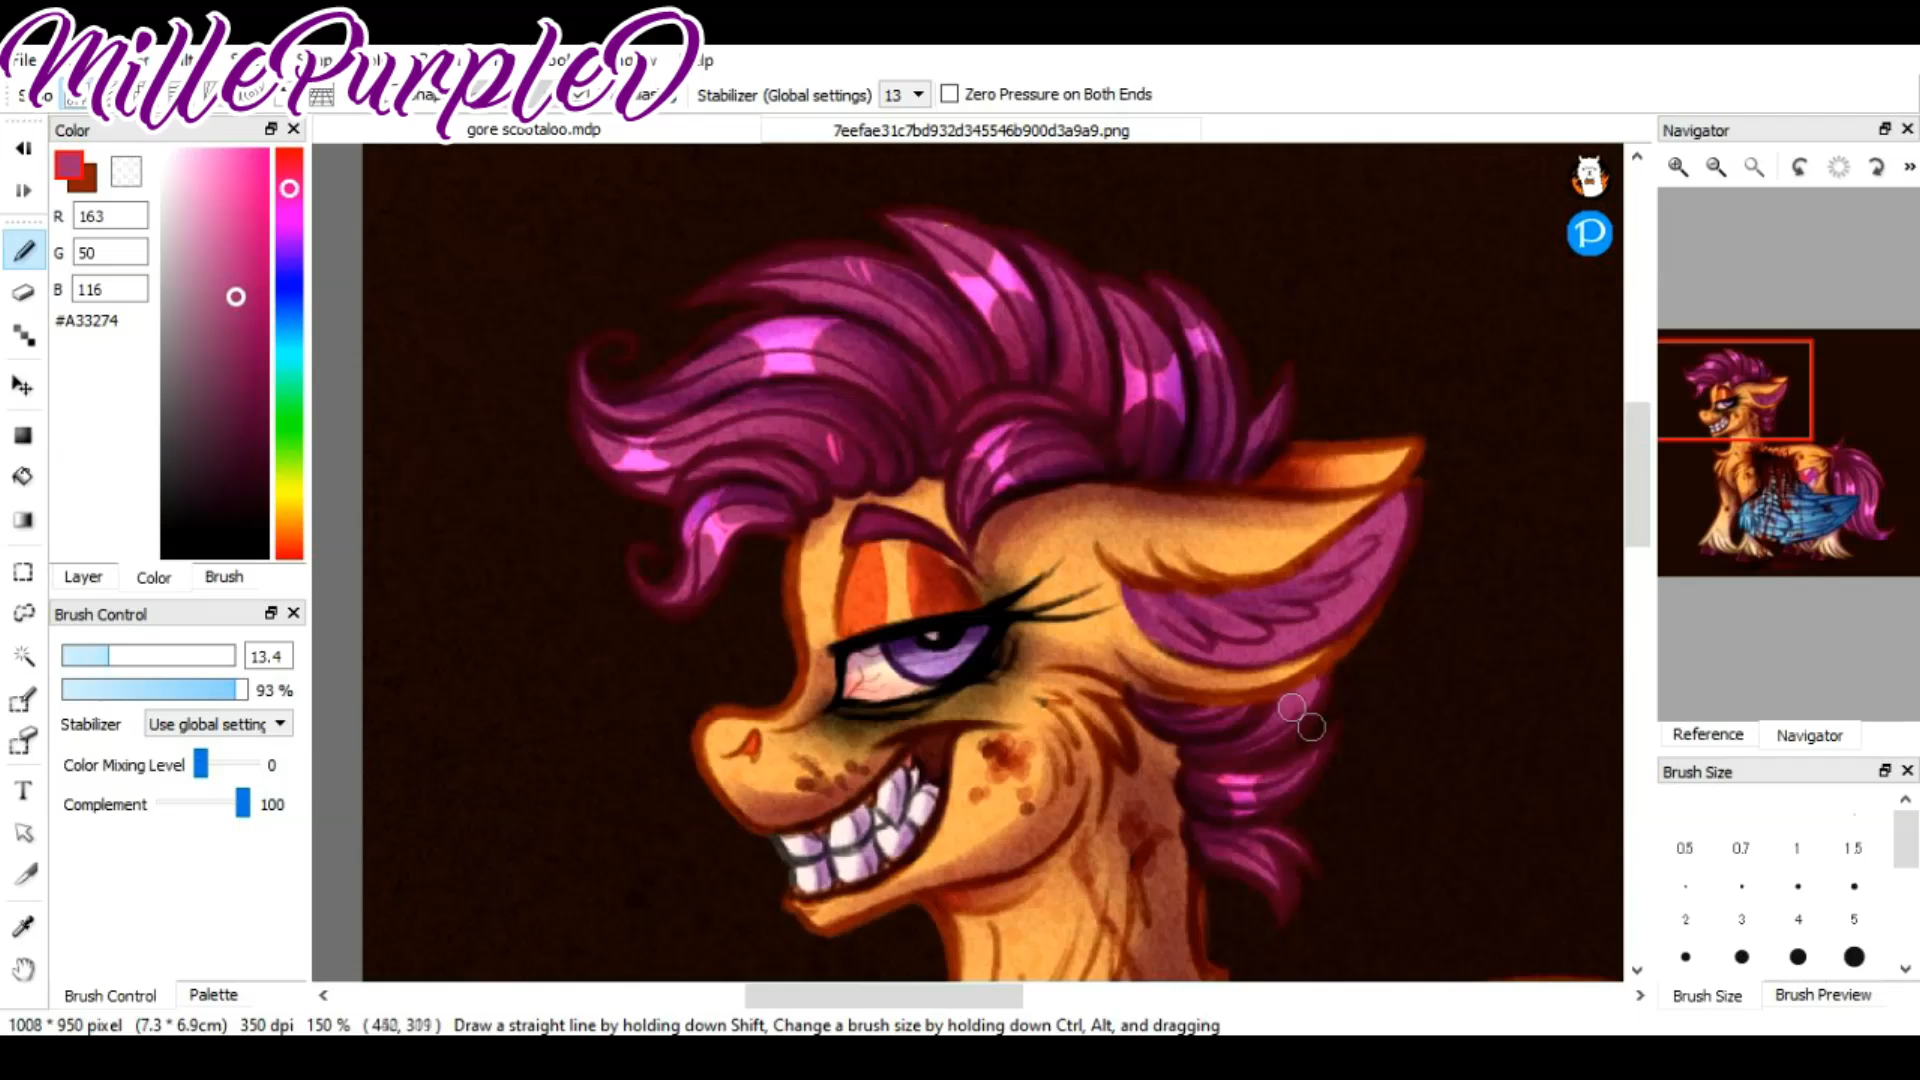 MillePurpleD
File
Stabilizer (Global settings) 13 Zero Pressure on Both Ends
Color
gore scootaloo.mdp
7eefae31c7bd932d345546b900d3a9a9.png
Navigator
R 163
G 50
B 116
#A33274
Layer Color Brush
Brush Control
13.4
93 %
Stabilizer Use global setting
Color Mixing Level 0
Complement 100
Brush Control Palette
Reference Navigator
Brush Size
0.5 0.7 1 1.5
2 3 4 5
Brush Size Brush Preview
1008 * 950 pixel (7.3 * 6.9cm) 350 dpi 150 % ( 440, 309 ) Draw a straight line by holding down Shift, Change a brush size by holding down Ctrl, Alt, and dragging